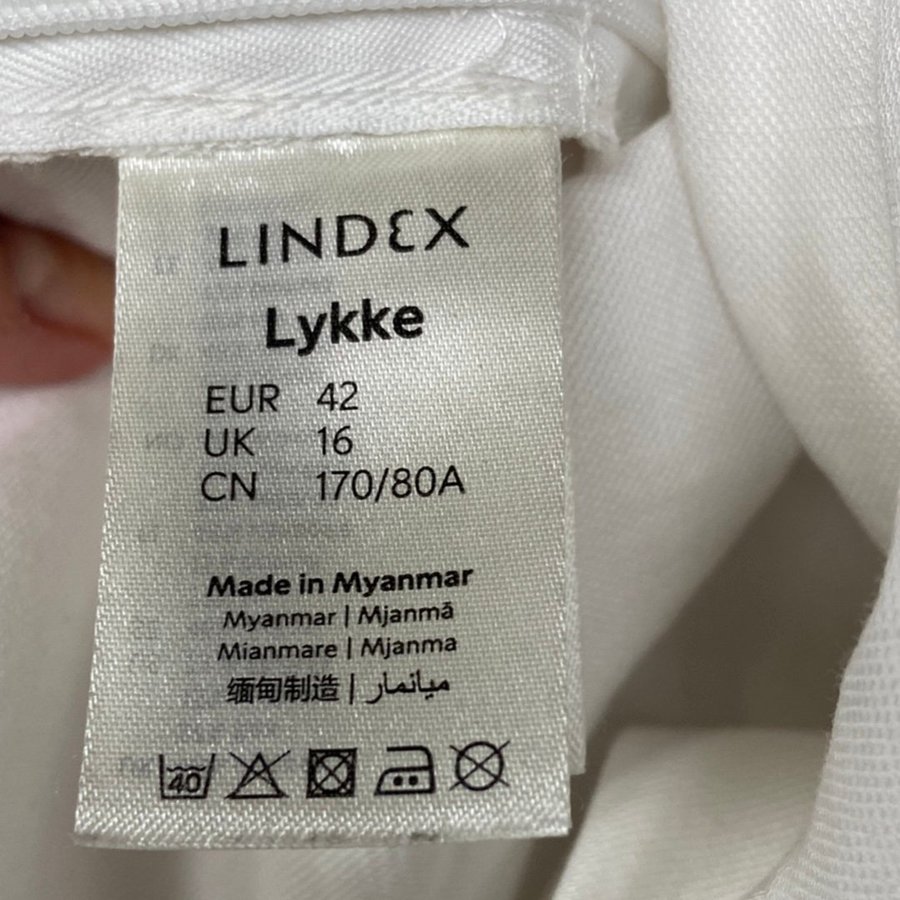 LINDEX
Lykke
EUR 42
UK 16
CN 170/80A
Made in Myanmar
Myanmar | Mjanmā
Mianmare | Mjanma
缅甸制造 | ميانمار
40